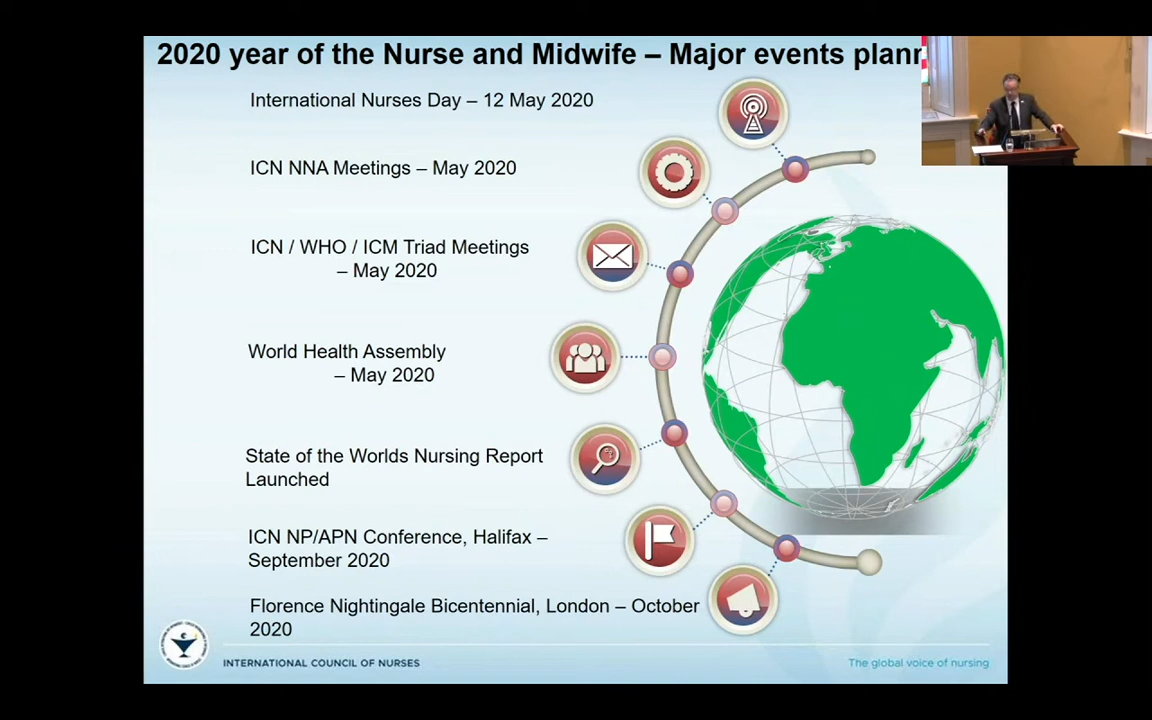 2020 year of the Nurse and Midwife – Major events
International Nurses Day – 12 May 2020
ICN NNA Meetings – May 2020
ICN / WHO / ICM Triad Meetings
– May 2020
World Health Assembly
– May 2020
State of the Worlds Nursing Report
Launched
ICN NP/APN Conference, Halifax –
September 2020
Florence Nightingale Bicentennial, London – October
2020
INTERNATIONAL COUNCIL OF NURSES
The global voice of nursing